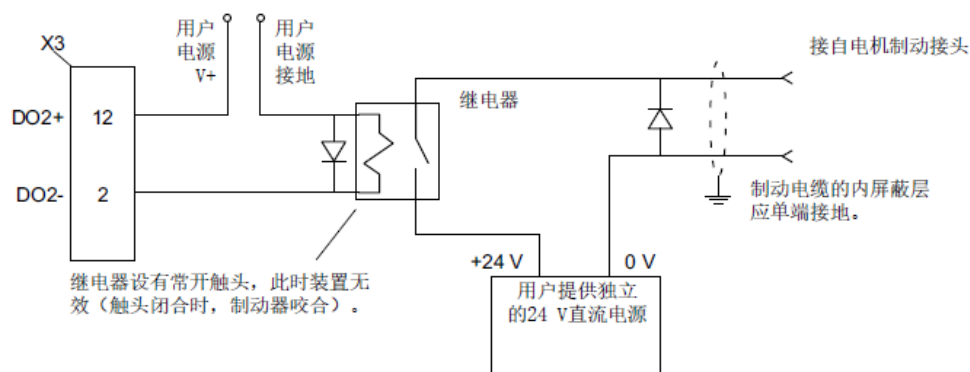 X3
用户
电源
V+
用户
电源
接地
接自电机制动接头
继电器
DO2+
12
DO2-
2
制动电缆的内屏蔽层
应单端接地。
继电器设有常开触头，此时装置无
效（触头闭合时，制动器咬合）。
+24 V
0 V
用户提供独立
的24 V直流电源